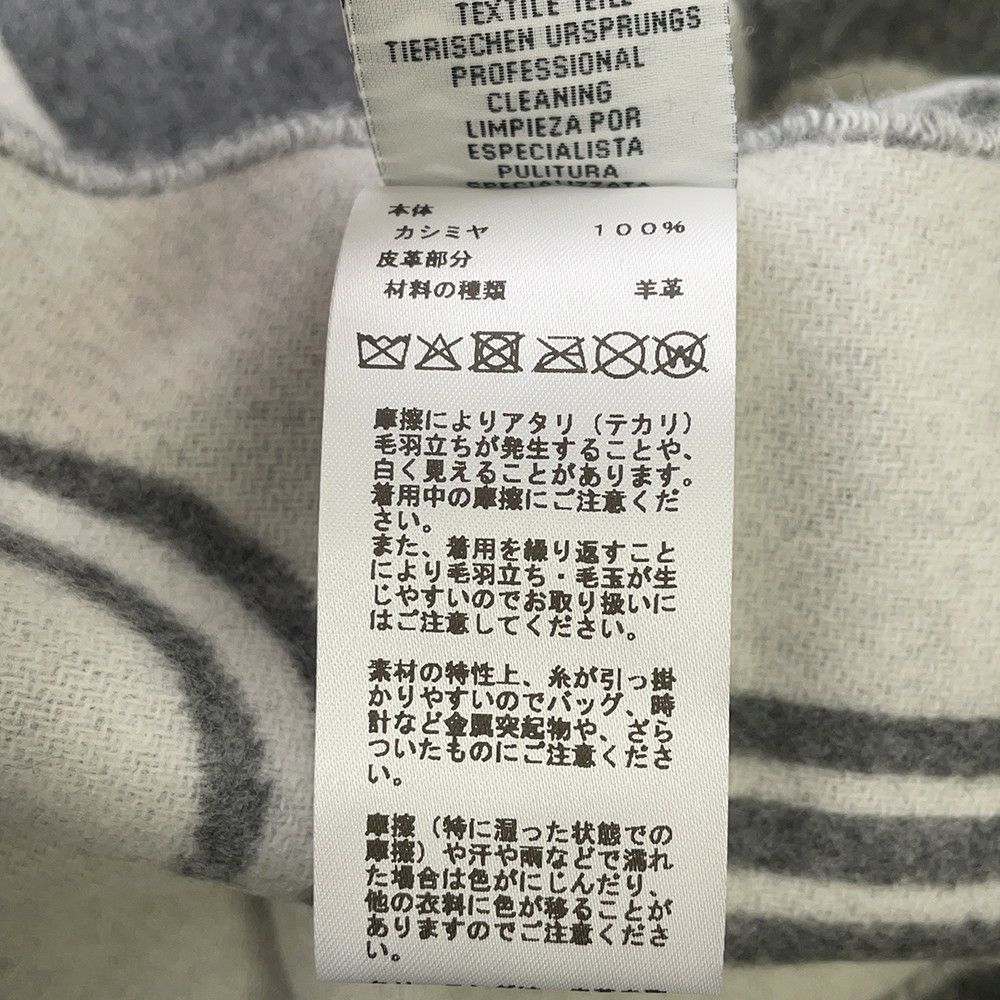 TEXTILE TEILE
TIERISCHEN URSPRUNGS
PROFESSIONAL
CLEANING
LIMPIEZA POR
ESPECIALISTA
PULITURA
SPECIALIZZATA
本体
カシミヤ １００％
皮革部分
材料の種類 羊革
摩擦によりアタリ（テカリ）
毛羽立ちが発生することや、
白く見えることがあります。
着用中の摩擦にご注意くだ
さい。
また、着用を繰り返すこと
により毛羽立ち・毛玉が生
じやすいのでお取り扱いに
はご注意してください。
素材の特性上、糸が引っ掛
かりやすいのでバッグ、時
計など金属突起物や、ざら
ついたものにご注意くださ
い。
摩擦（特に湿った状態での
摩擦）や汗や雨などで濡れ
た場合は色がにじんだり、
他の衣料に色が移ることが
ありますのでご注意くださ
い。